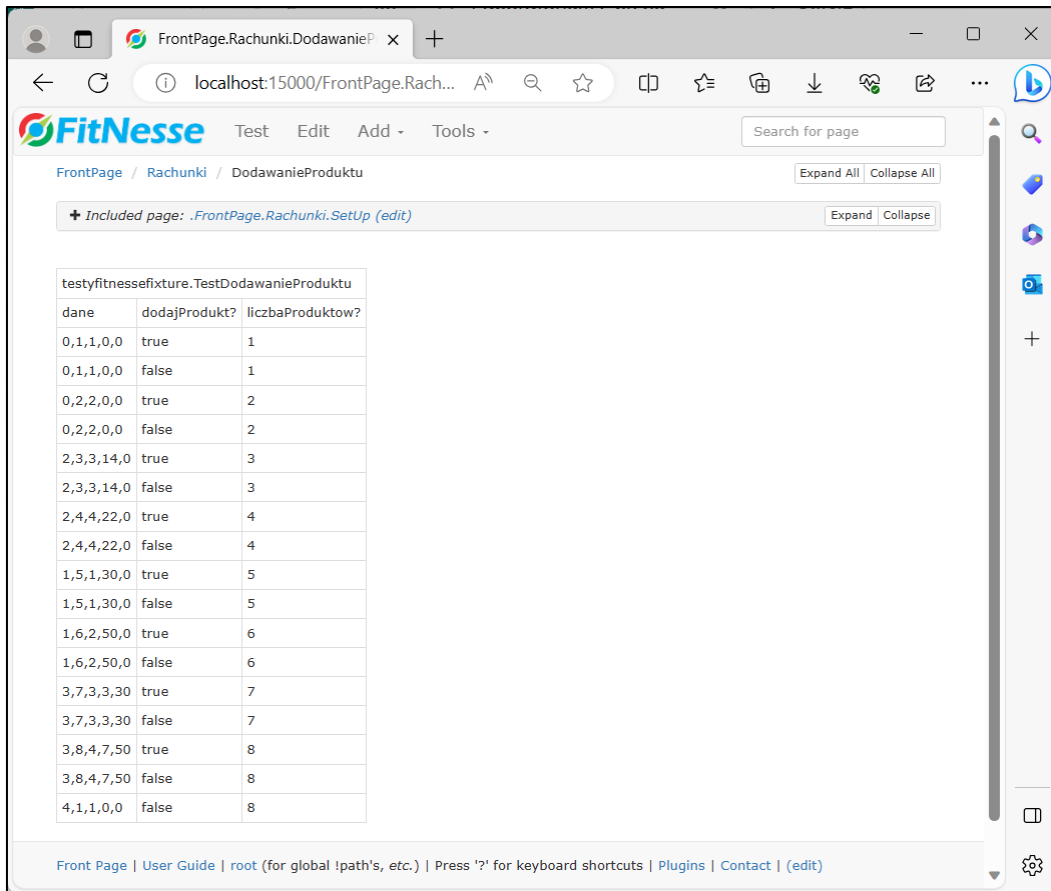 FrontPage.Rachunki.DodawanieP
localhost:15000/FrontPage.Rach... A
FitNesse Test Edit Add Tools Search for page
FrontPage / Rachunki / DodawanieProduktu Expand All Collapse All
Included page: .FrontPage.Rachunki.SetUp (edit) Expand Collapse
testyfitnessefixture.TestDodawanieProduktu
dane dodajProdukt? liczbaProduktow?
0,1,1,0,0 true 1
0,1,1,0,0 false 1
0,2,2,0,0 true 2
0,2,2,0,0 false 2
2,3,3,14,0 true 3
2,3,3,14,0 false 3
2,4,4,22,0 true 4
2,4,4,22,0 false 4
1,5,1,30,0 true 5
1,5,1,30,0 false 5
1,6,2,50,0 true 6
1,6,2,50,0 false 6
3,7,3,3,30 true 7
3,7,3,3,30 false 7
3,8,4,7,50 true 8
3,8,4,7,50 false 8
4,1,1,0,0 false 8
Front Page | User Guide | root (for global !path's, etc.) | Press '?' for keyboard shortcuts | Plugins | Contact | (edit)